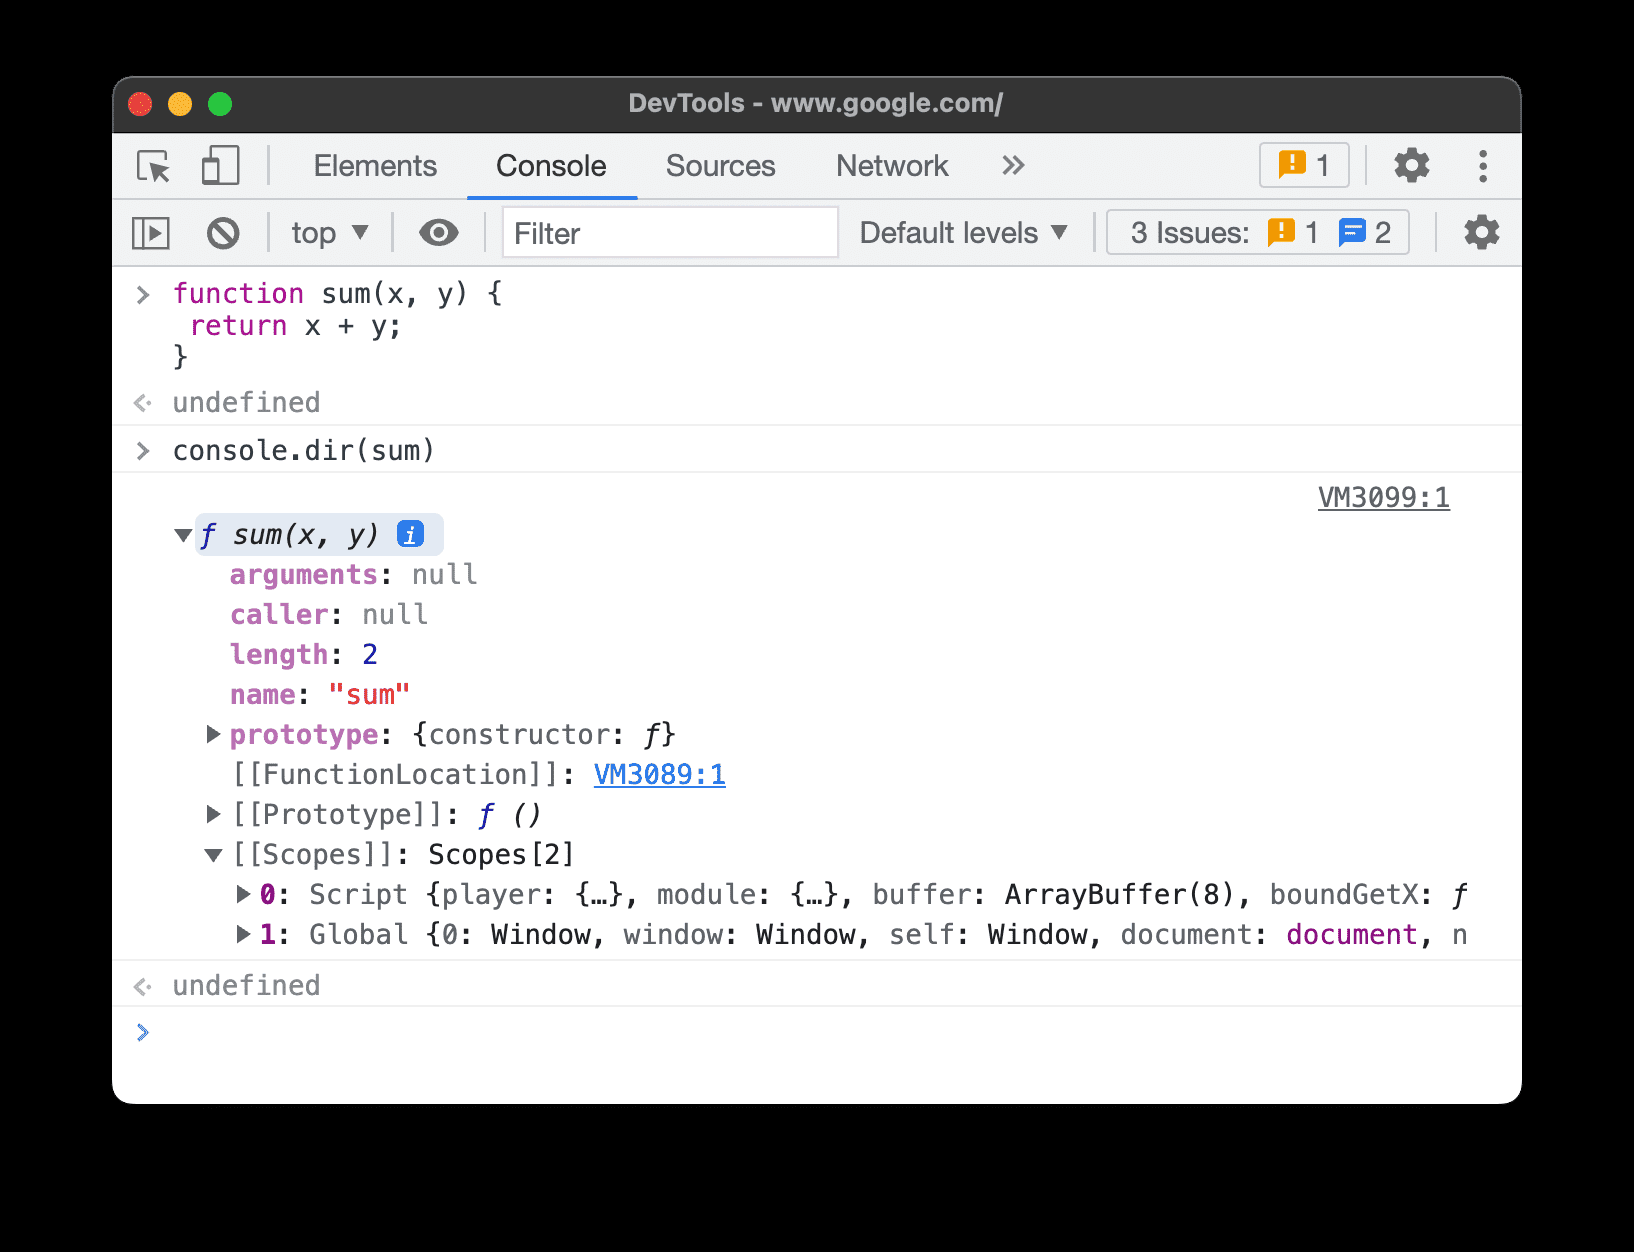 DevTools - www.google.com/
Elements Console Sources Network » 1
top ▼ Filter Default levels ▼ 3 Issues: 1 2
> function sum(x, y) {
return x + y;
}
undefined
> console.dir(sum)
VM3099:1
▼ƒ sum(x, y) i
arguments: null
caller: null
length: 2
name: "sum"
▶ prototype: {constructor: ƒ}
[[FunctionLocation]]: VM3089:1
▶ [[Prototype]]: ƒ ()
▼ [[Scopes]]: Scopes[2]
▶ 0: Script {player: {…}, module: {…}, buffer: ArrayBuffer(8), boundGetX: ƒ
▶ 1: Global {0: Window, window: Window, self: Window, document: document, n
undefined
>